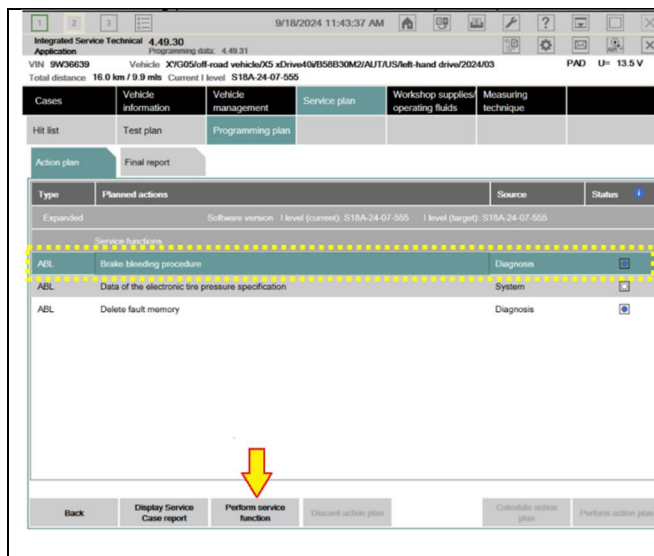 1 2 3 9/18/2024 11:43:37 AM ?
Integrated Service Technical Application 4.49.30
Programming data: 4.49.31
VIN 9W36639 Vehicle X'/G05/off-road vehicle/X5 xDrive40i/B58B30M2/AUT/US/left-hand drive/2024/03 PAD U= 13.5 V
Total distance 16.0 km / 9.9 mls Current I level S18A-24-07-555
Cases
Vehicle information
Vehicle management
Service plan
Workshop supplies/ operating fluids
Measuring technique
Hit list Test plan Programming plan
Action plan Final report
Type Planned actions Source Status i
Expanded Software version I level (current): S18A-24-07-555 I level (target): S18A-24-07-555
Service functions
ABL Brake bleeding procedure Diagnosis
ABL Data of the electronic tire pressure specification System
ABL Delete fault memory Diagnosis
Back
Display Service
Case report
Perform service
function
Discard action plan
Calculate action
plan
Perform action plan